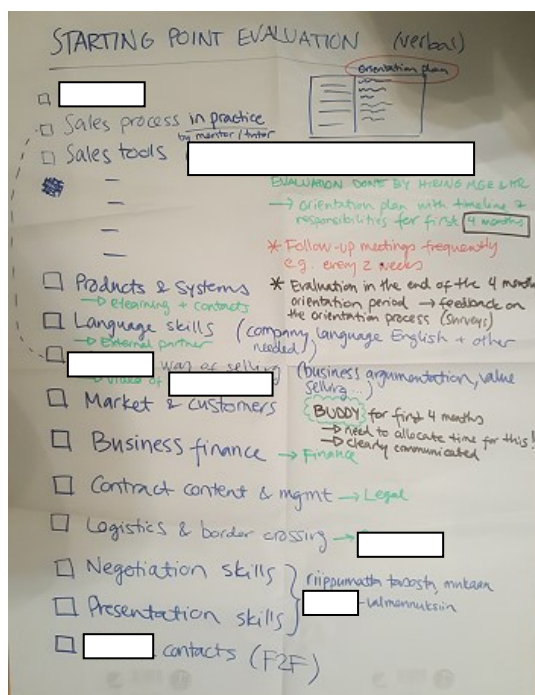 STARTING POINT EVALUATION (verbal)
orientation plan
Sales process in practice
by mentor / tutor
Sales tools
EVALUATION DONE BY HIRING MGE & HR
→ orientation plan with timeline &
responsibilities for first 4 months
* Follow-up meetings frequently
e.g. every 2 weeks
* Evaluation in the end of the 4 month
orientation period → feedback on
the orientation process (surveys)
Products & Systems
→ elearning + contacts
Language skills (company language English + other
needed)
→ External partner
way of selling (business argumentation, value
selling...)
→ value of
Market & customers
BUDDY for first 4 months
→ need to allocate time for this!
→ clearly communicated
Business finance → Finance
Contract content & mgmt → Legal
Logistics & border crossing →
Negotiation skills
Presentation skills
riippumatta tasosta, mukaan
-valmennuksiin
contacts (F2F)